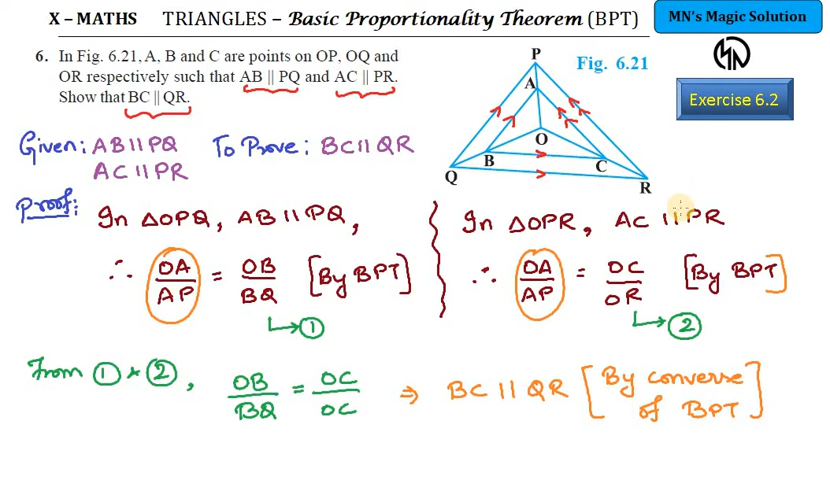 X – MATHS TRIANGLES – Basic Proportionality Theorem (BPT)
MN's Magic Solution
6. In Fig. 6.21, A, B and C are points on OP, OQ and
OR respectively such that AB || PQ and AC || PR.
Show that BC || QR.
P
A
O
B
C
Q
R
Fig. 6.21
MN
Exercise 6.2
Given: AB || PQ
AC || PR
To Prove: BC || QR
Proof:
In △OPQ, AB || PQ,
∴ OA/AP = OB/BQ [By BPT]
→ ①
In △OPR, AC || PR
∴ OA/AP = OC/OR [By BPT]
→ ②
From ① & ②, OB/BQ = OC/OC ⇒ BC || QR [By converse
of BPT]